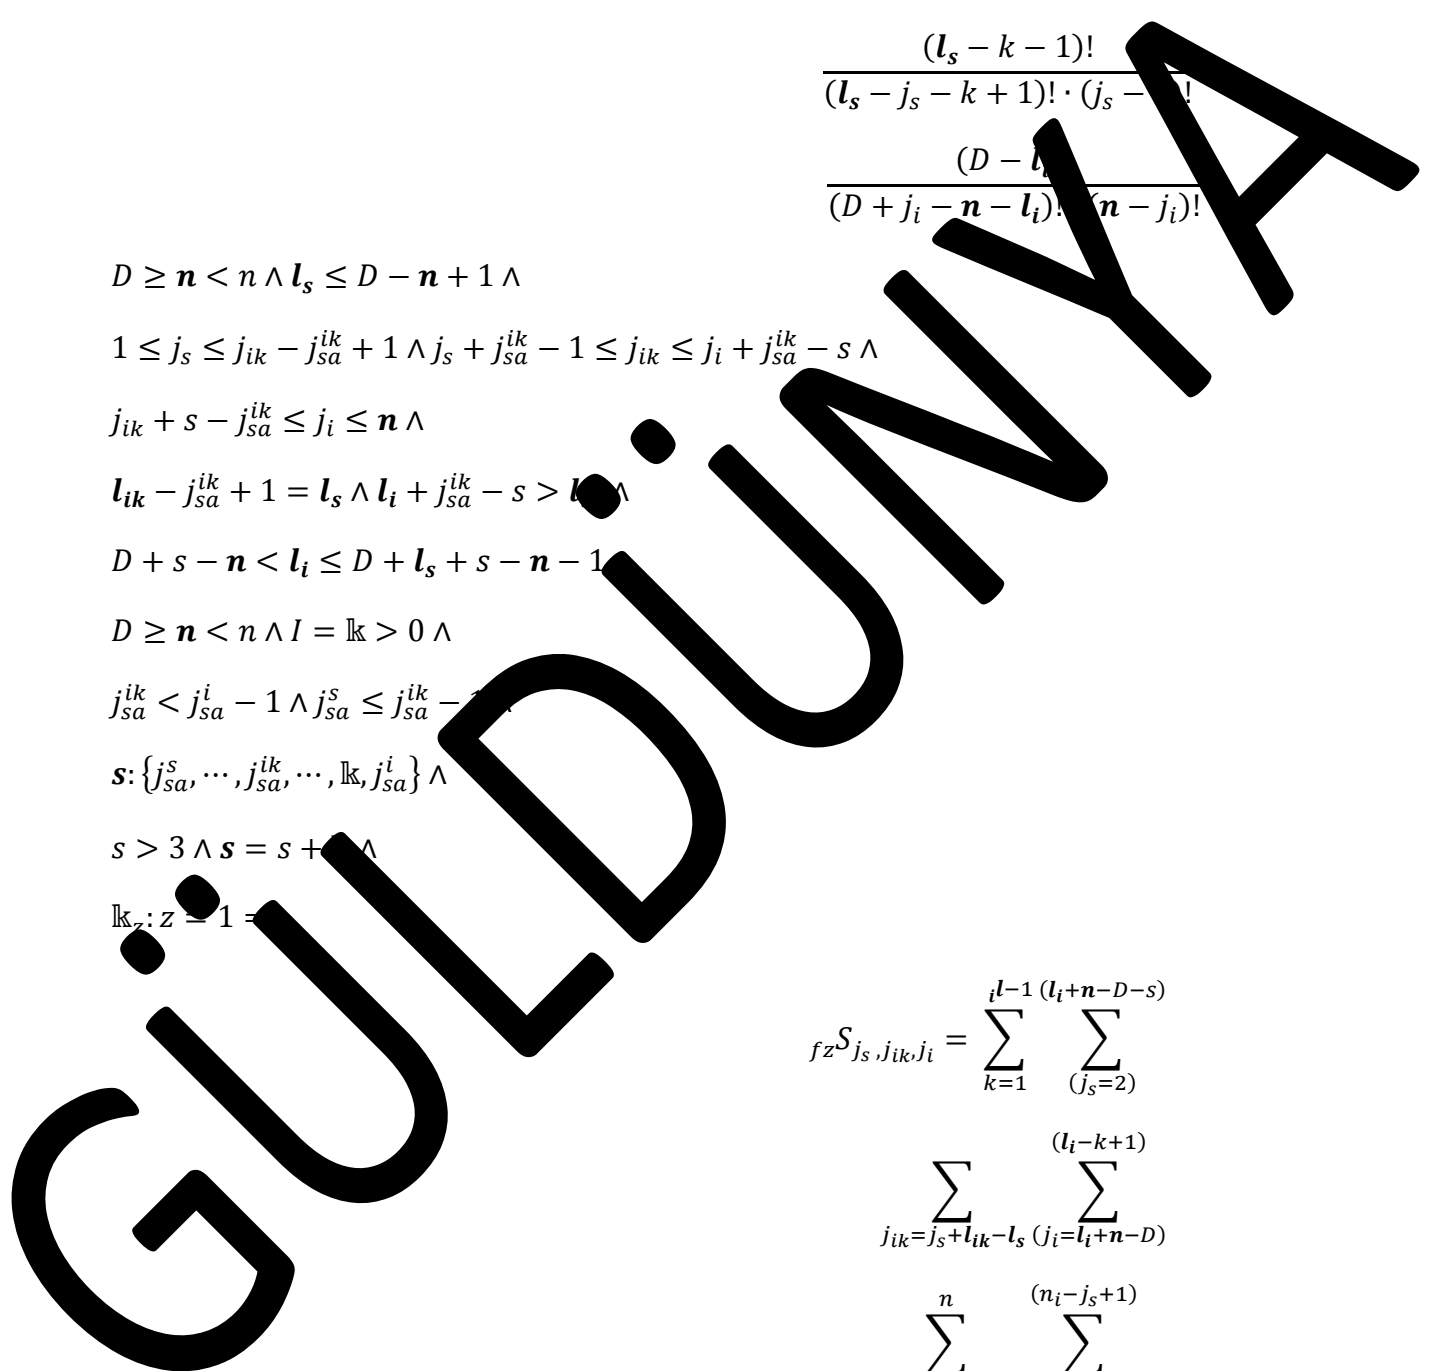 (l_s − k − 1)!
(l_s − j_s − k + 1)! · (j_s − )!
(D − l
(D + j_i − n − l_i)! (n − j_i)!
D ≥ n < n ∧ l_s ≤ D − n + 1 ∧
1 ≤ j_s ≤ j_ik − j_sa^ik + 1 ∧ j_s + j_sa^ik − 1 ≤ j_ik ≤ j_i + j_sa^ik − s ∧
j_ik + s − j_sa^ik ≤ j_i ≤ n ∧
l_ik − j_sa^ik + 1 = l_s ∧ l_i + j_sa^ik − s > l ∧
D + s − n < l_i ≤ D + l_s + s − n − 1
D ≥ n < n ∧ I = 𝕜 > 0 ∧
j_sa^ik < j_sa^i − 1 ∧ j_sa^s ≤ j_sa^ik −
s: {j_sa^s, ⋯ , j_sa^ik, ⋯ , 𝕜, j_sa^i} ∧
s > 3 ∧ s = s + ∧
𝕜_z: z = 1 =
_il−1 (l_i+n−D−s)
_fz S_{j_s ,j_ik,j_i} = ∑ ∑
k=1 (j_s=2)
(l_i−k+1)
∑ ∑
j_ik=j_s+l_ik−l_s (j_i=l_i+n−D)
n (n_i−j_s+1)
∑ ∑
GÜLDÜNYA